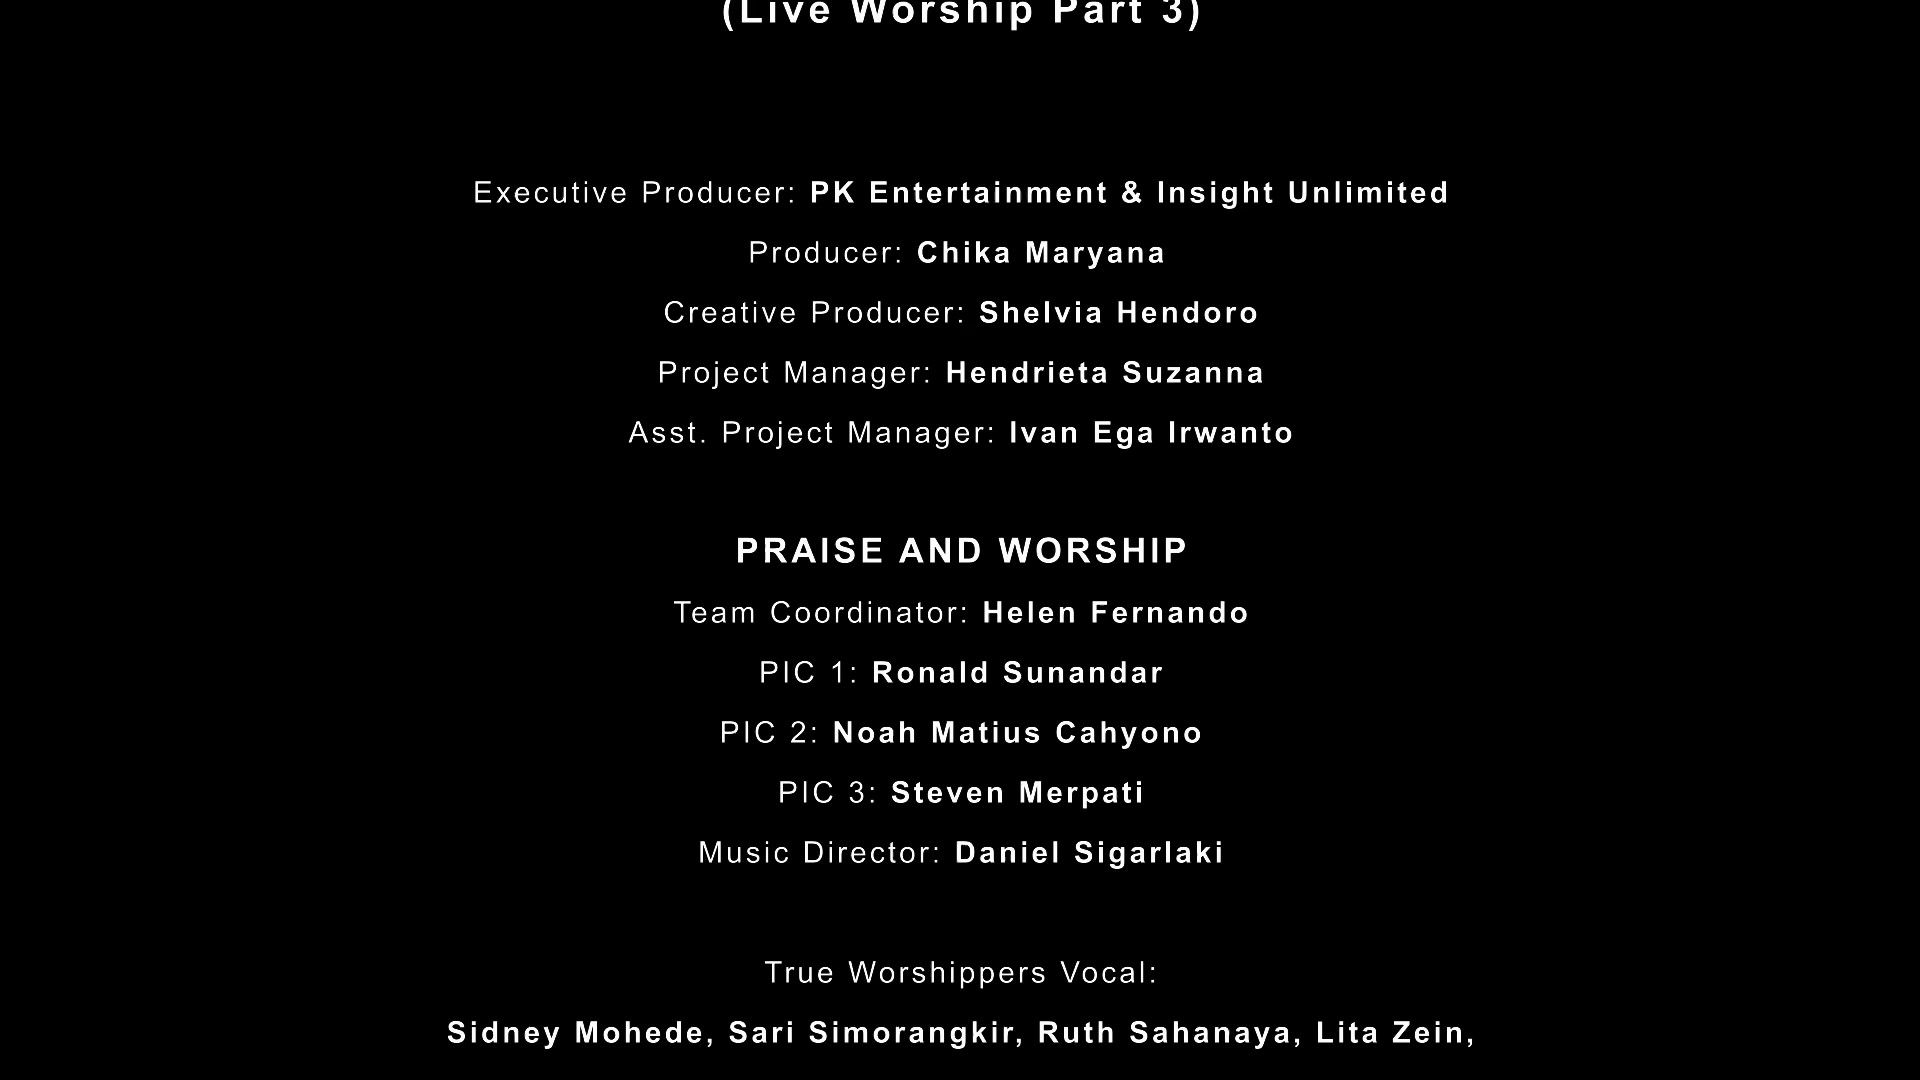 (Live Worship Part 3)
Executive Producer: PK Entertainment & Insight Unlimited
Producer: Chika Maryana
Creative Producer: Shelvia Hendoro
Project Manager: Hendrieta Suzanna
Asst. Project Manager: Ivan Ega Irwanto
PRAISE AND WORSHIP
Team Coordinator: Helen Fernando
PIC 1: Ronald Sunandar
PIC 2: Noah Matius Cahyono
PIC 3: Steven Merpati
Music Director: Daniel Sigarlaki
True Worshippers Vocal:
Sidney Mohede, Sari Simorangkir, Ruth Sahanaya, Lita Zein,